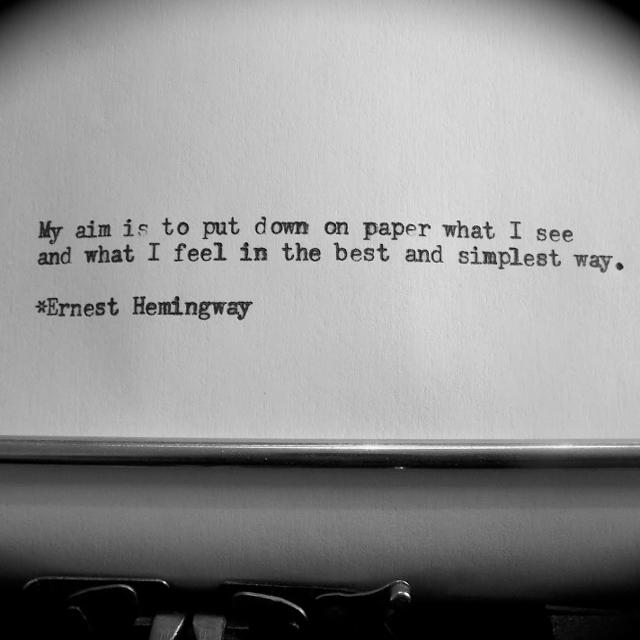 My aim is to put down on paper what I see
and what I feel in the best and simplest way.
*Ernest Hemingway